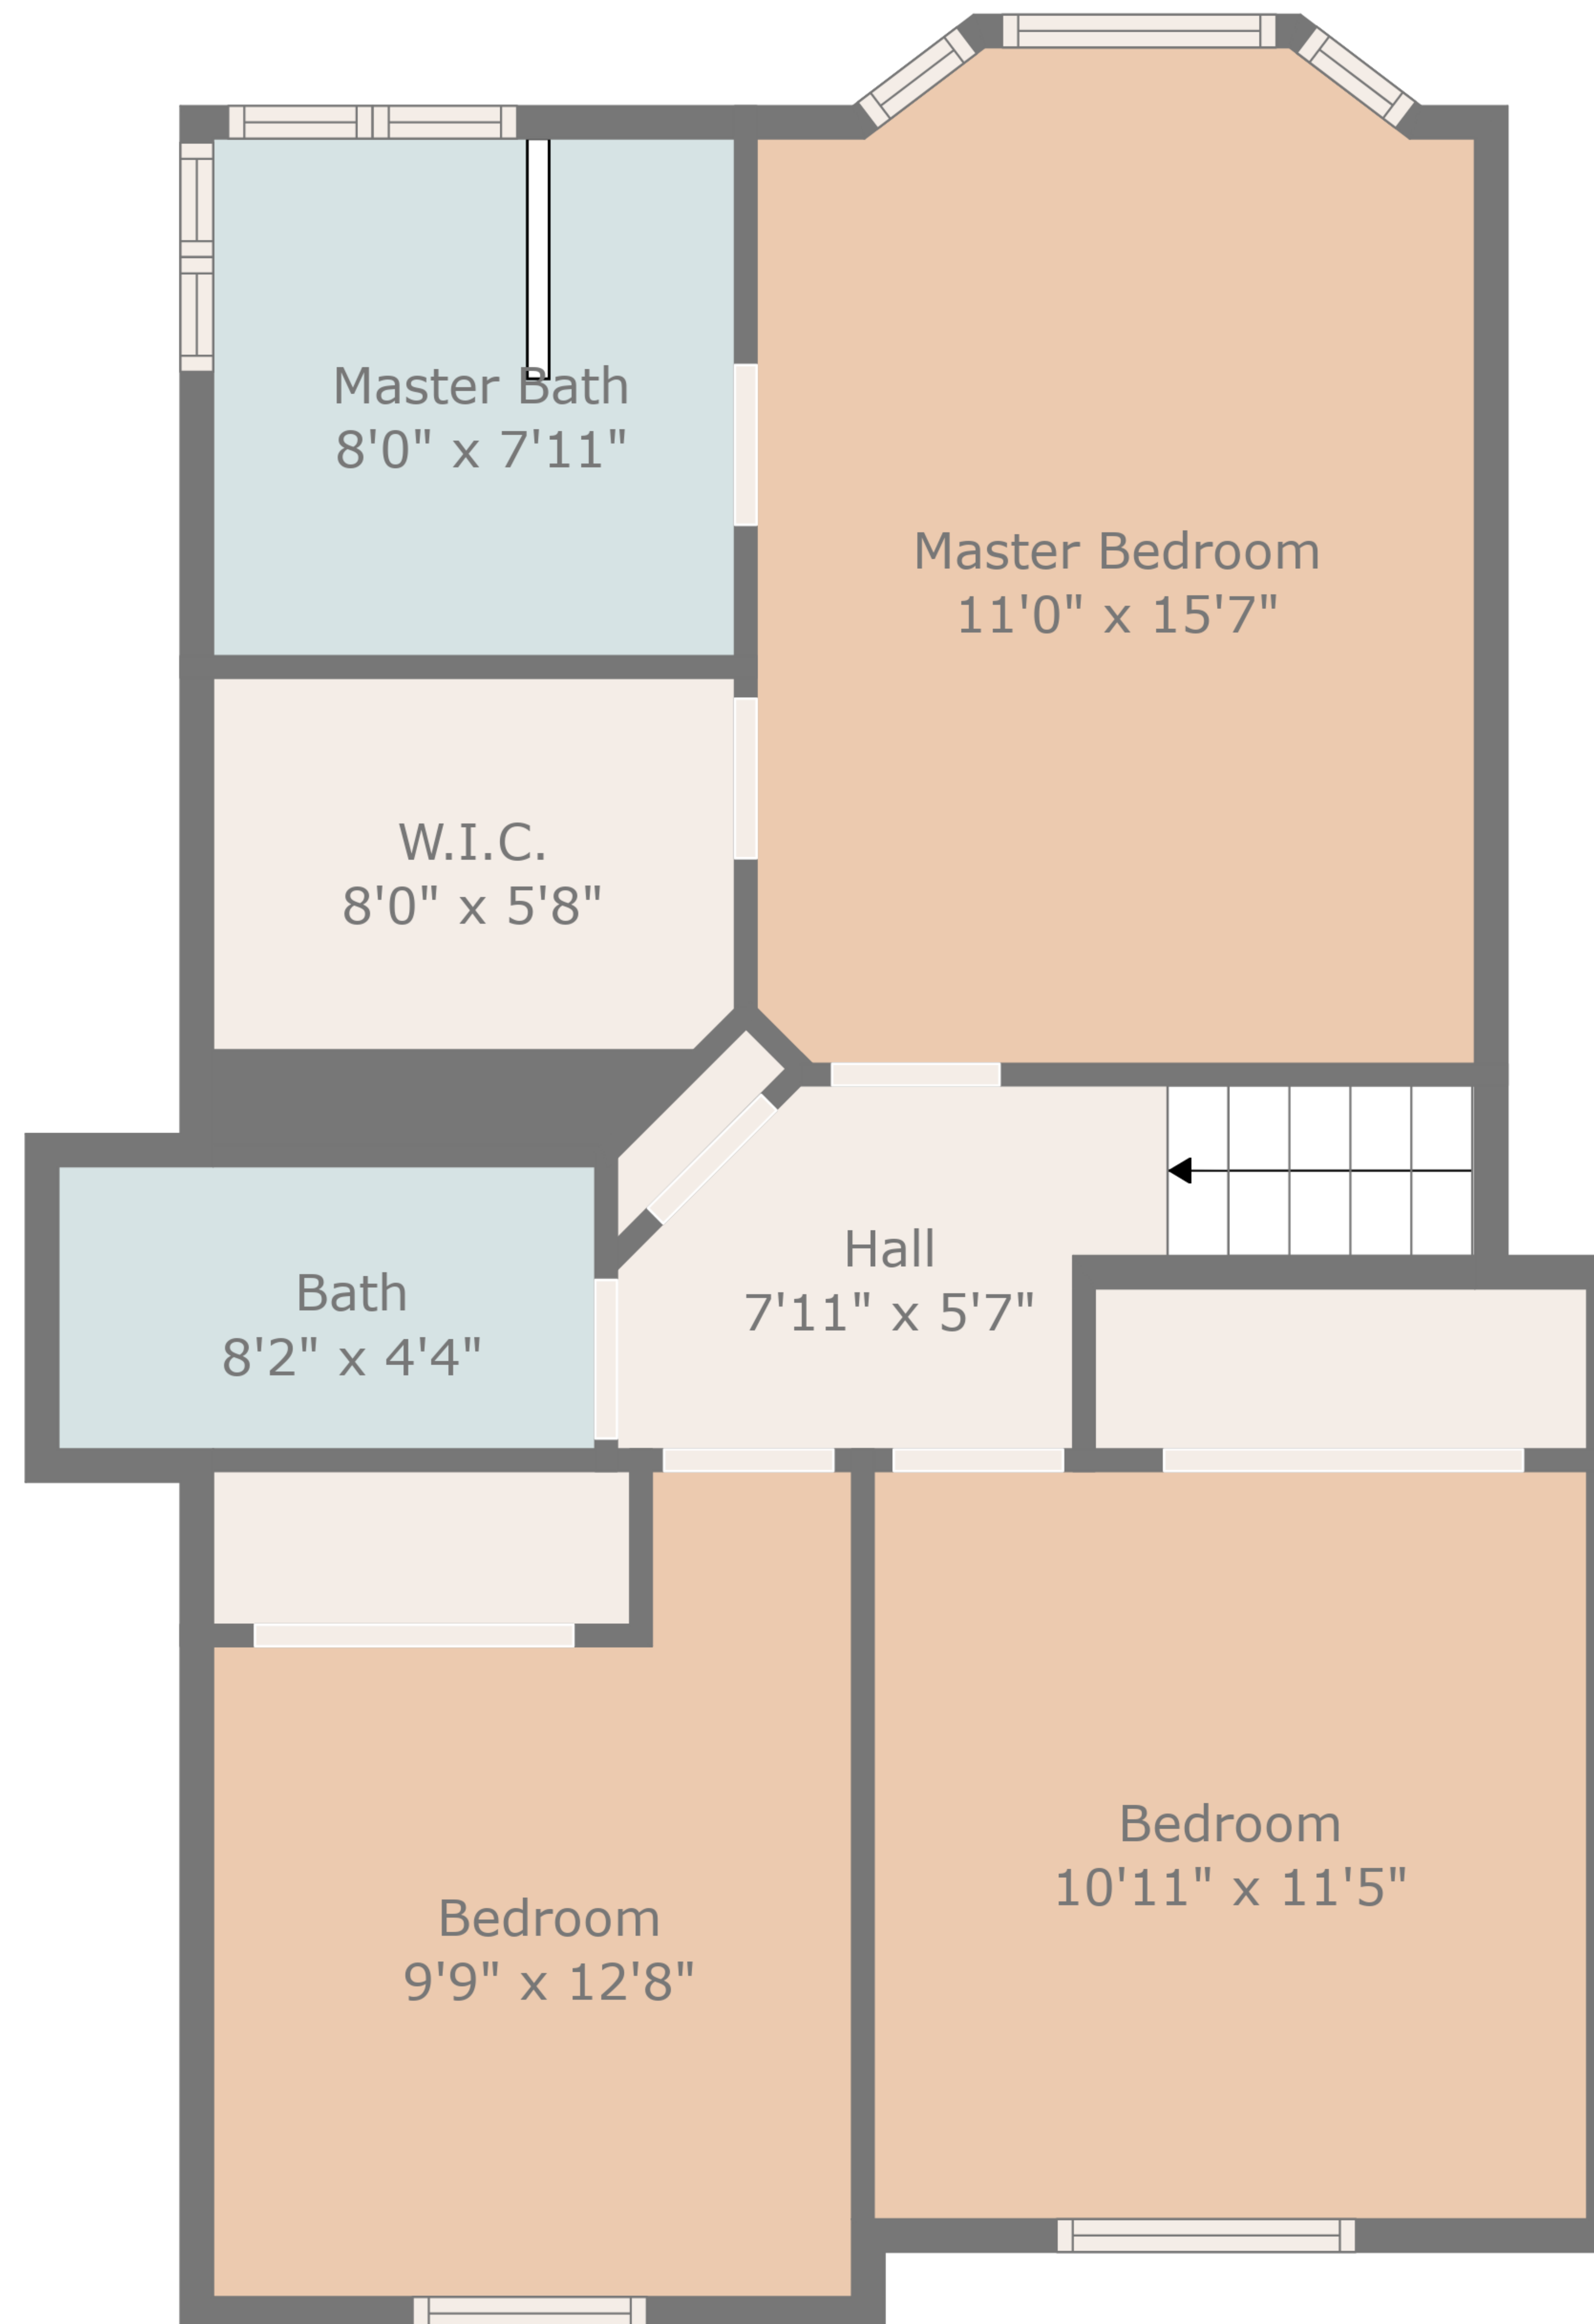 Master Bath
8'0" x 7'11"
Master Bedroom
11'0" x 15'7"
W.I.C.
8'0" x 5'8"
Hall
7'11" x 5'7"
Bath
8'2" x 4'4"
Bedroom
10'11" x 11'5"
Bedroom
9'9" x 12'8"